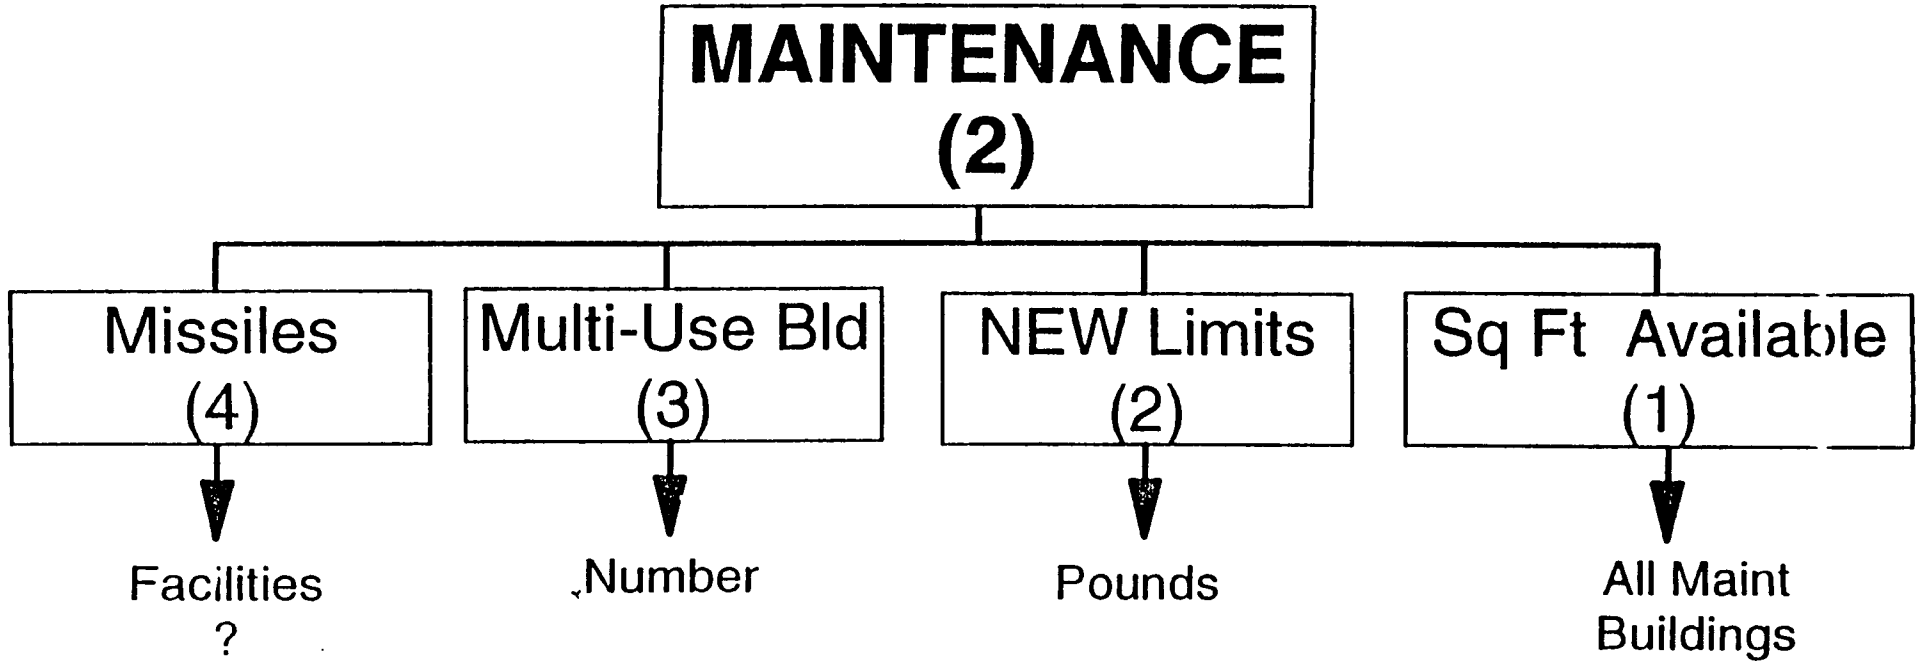 MAINTENANCE
(2)
Missiles
(4)
Multi-Use Bld
(3)
NEW Limits
(2)
Sq Ft Available
(1)
Facilities
?
Number
Pounds
All Maint
Buildings